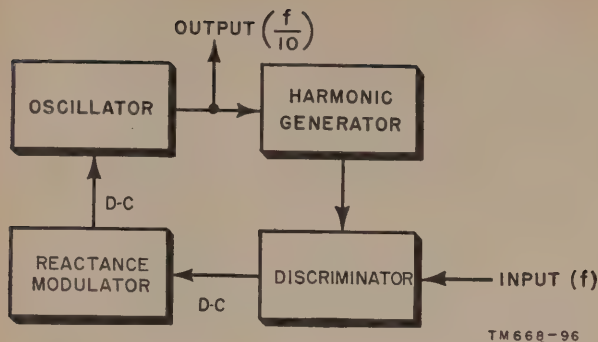 OUTPUT (f/10)
OSCILLATOR
HARMONIC
GENERATOR
D-C
REACTANCE
MODULATOR
D-C
DISCRIMINATOR
INPUT (f)
TM668-96